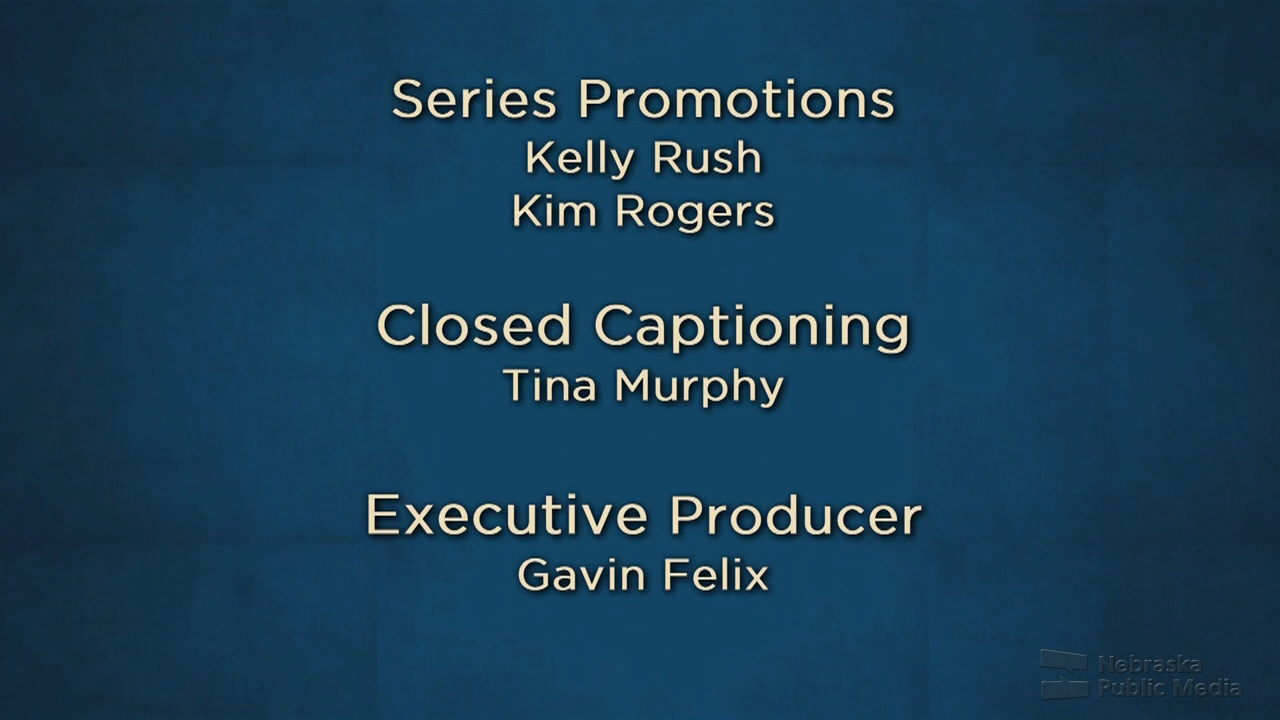 Series Promotions
Kelly Rush
Kim Rogers
Closed Captioning
Tina Murphy
Executive Producer
Gavin Felix
Nebraska
Public Media